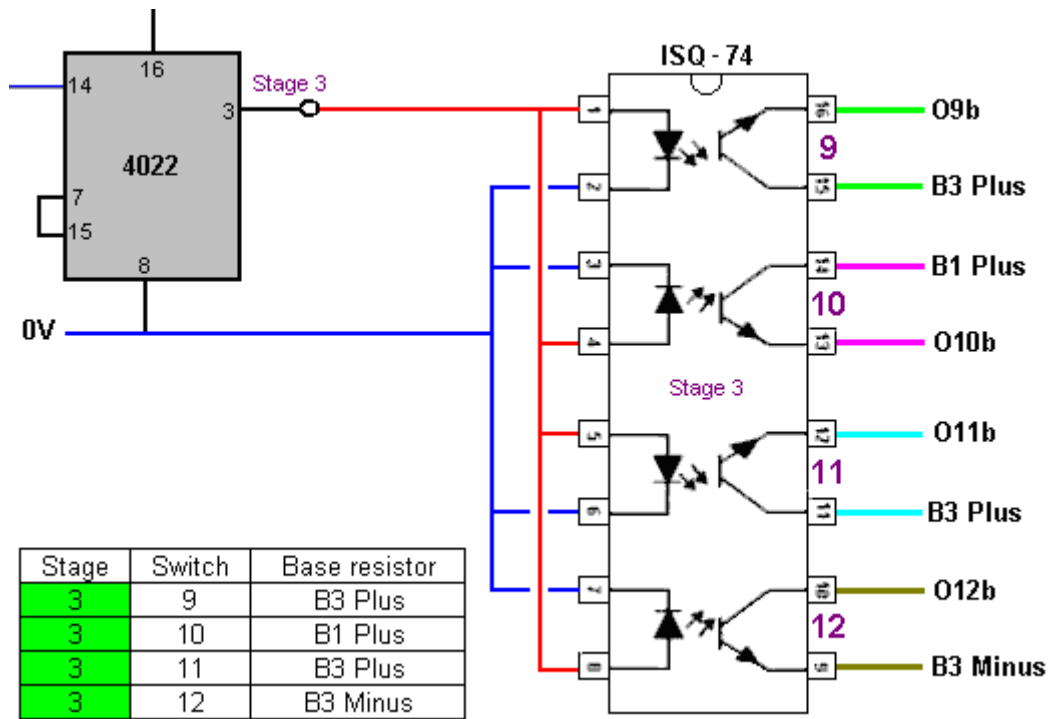 ISQ - 74
16
14
Stage 3
3
4022
7
15
8
0V
1
2
3
4
5
6
7
8
16
15
14
13
12
11
10
9
9
10
Stage 3
11
12
O9b
B3 Plus
B1 Plus
O10b
O11b
B3 Plus
O12b
B3 Minus
Stage Switch Base resistor
3 9 B3 Plus
3 10 B1 Plus
3 11 B3 Plus
3 12 B3 Minus